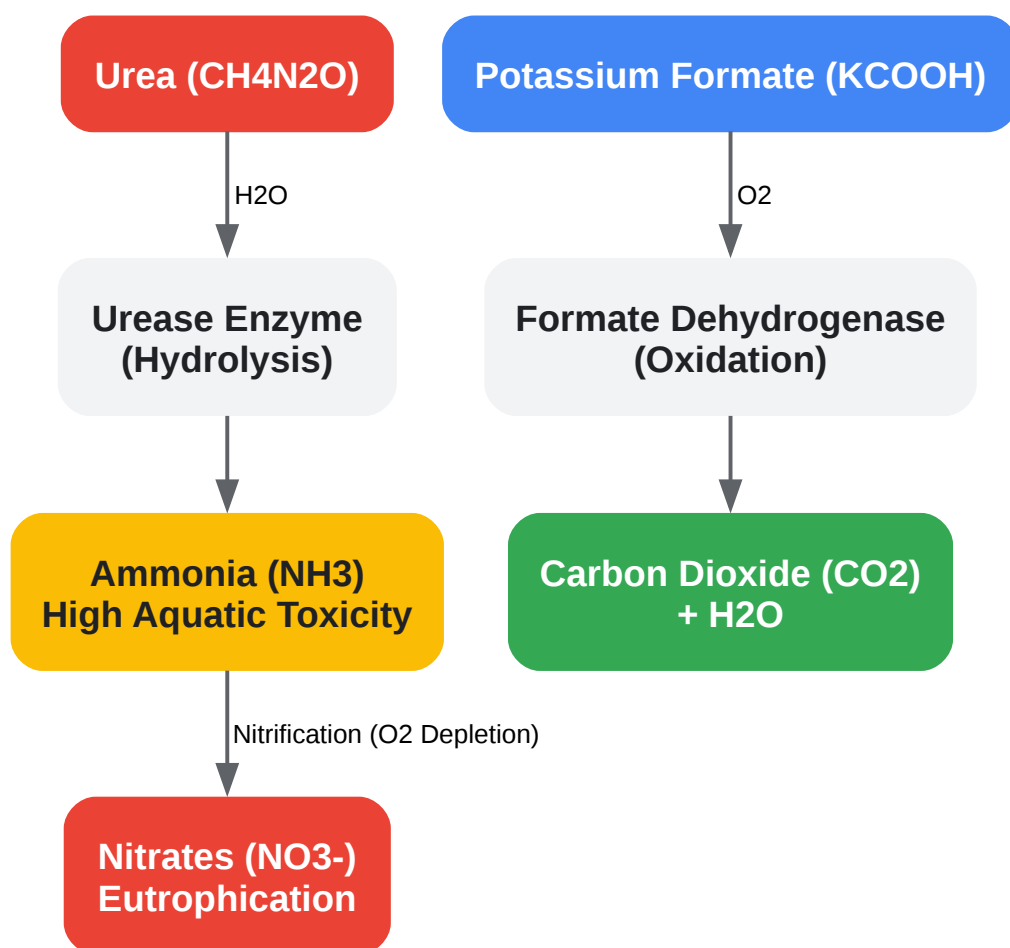 Urea (CH4N2O)
Potassium Formate (KCOOH)
H2O
O2
Urease Enzyme
(Hydrolysis)
Formate Dehydrogenase
(Oxidation)
Ammonia (NH3)
High Aquatic Toxicity
Carbon Dioxide (CO2)
+ H2O
Nitrification (O2 Depletion)
Nitrates (NO3-)
Eutrophication